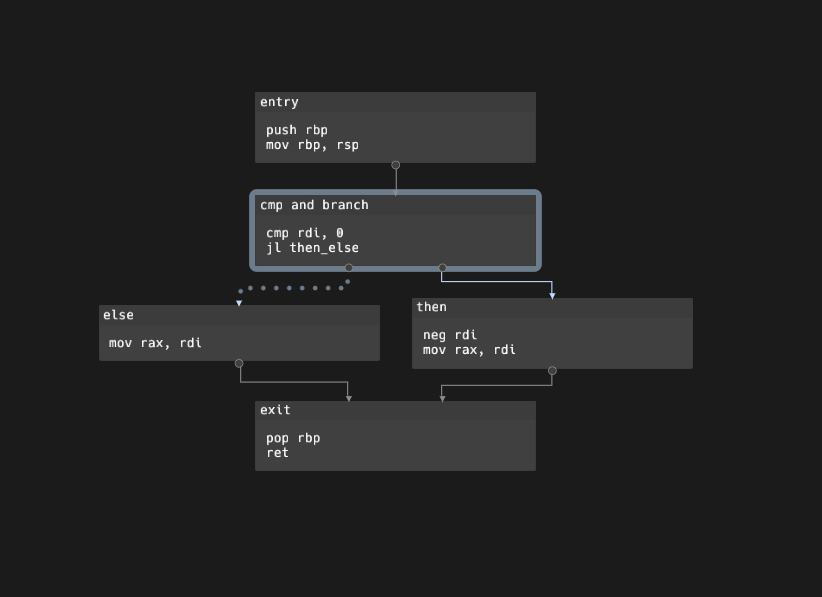 entry
push rbp
mov rbp, rsp
cmp and branch
cmp rdi, 0
jl then_else
else
mov rax, rdi
then
neg rdi
mov rax, rdi
exit
pop rbp
ret